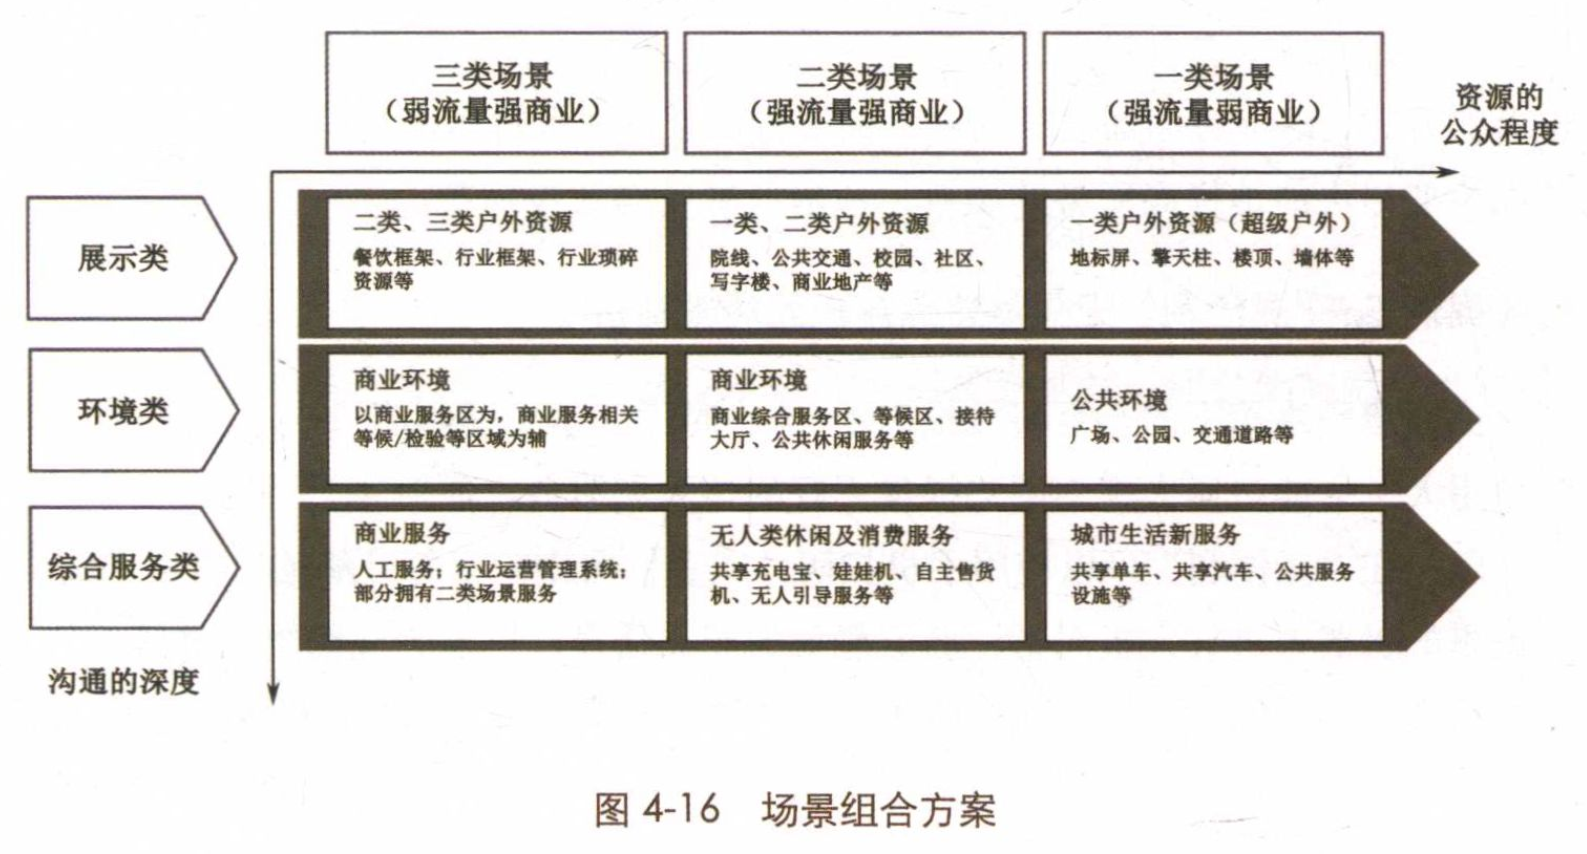 三类场景
（弱流量强商业）
二类场景
（强流量强商业）
一类场景
（强流量弱商业）
资源的
公众程度
展示类
二类、三类户外资源
餐饮框架、行业框架、行业琐碎
资源等
一类、二类户外资源
院线、公共交通、校园、社区、
写字楼、商业地产等
一类户外资源（超级户外）
地标屏、擎天柱、楼顶、墙体等
环境类
商业环境
以商业服务区为，商业服务相关
等候/检验等区域为辅
商业环境
商业综合服务区、等候区、接待
大厅、公共休闲服务等
公共环境
广场、公园、交通道路等
综合服务类
商业服务
人工服务；行业运营管理系统；
部分拥有二类场景服务
无人类休闲及消费服务
共享充电宝、娃娃机、自主售货
机、无人引导服务等
城市生活新服务
共享单车、共享汽车、公共服务
设施等
沟通的深度
图 4-16 场景组合方案